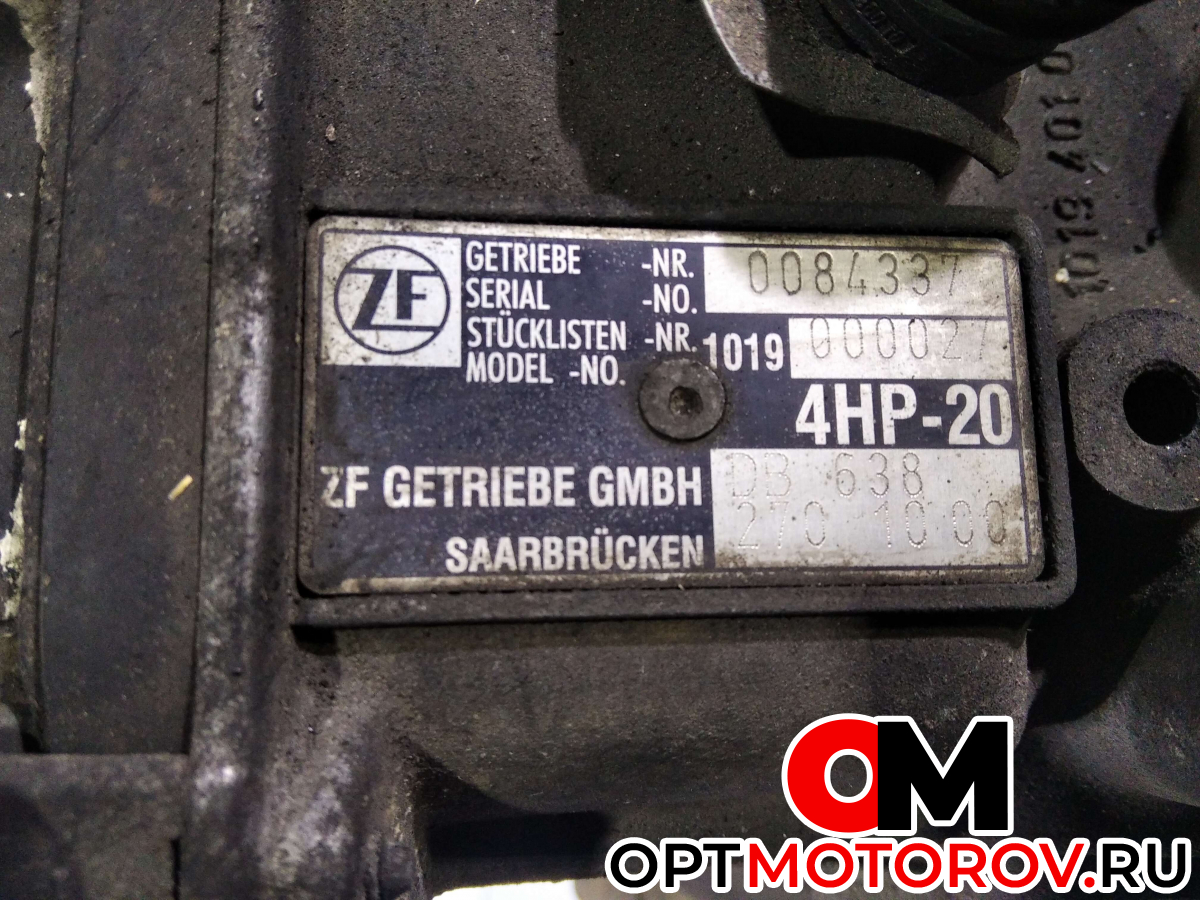 ZF
GETRIEBE -NR. 0084337
SERIAL -NO.
STÜCKLISTEN -NR. 1019 000027
MODEL -NO.
4HP-20
ZF GETRIEBE GMBH DB 638
SAARBRÜCKEN 270 10 00
1019 401 0
OM
OPTMOTOROV.RU